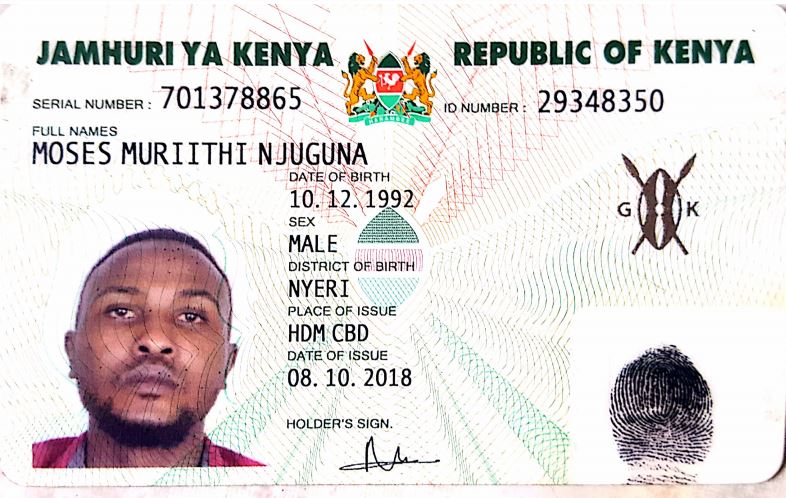 JAMHURI YA KENYA REPUBLIC OF KENYA
SERIAL NUMBER : 701378865 ID NUMBER : 29348350
FULL NAMES
MOSES MURIITHI NJUGUNA
DATE OF BIRTH
10. 12. 1992
SEX
MALE
G K
DISTRICT OF BIRTH
NYERI
PLACE OF ISSUE
HDM CBD
DATE OF ISSUE
08. 10. 2018
HOLDER'S SIGN.